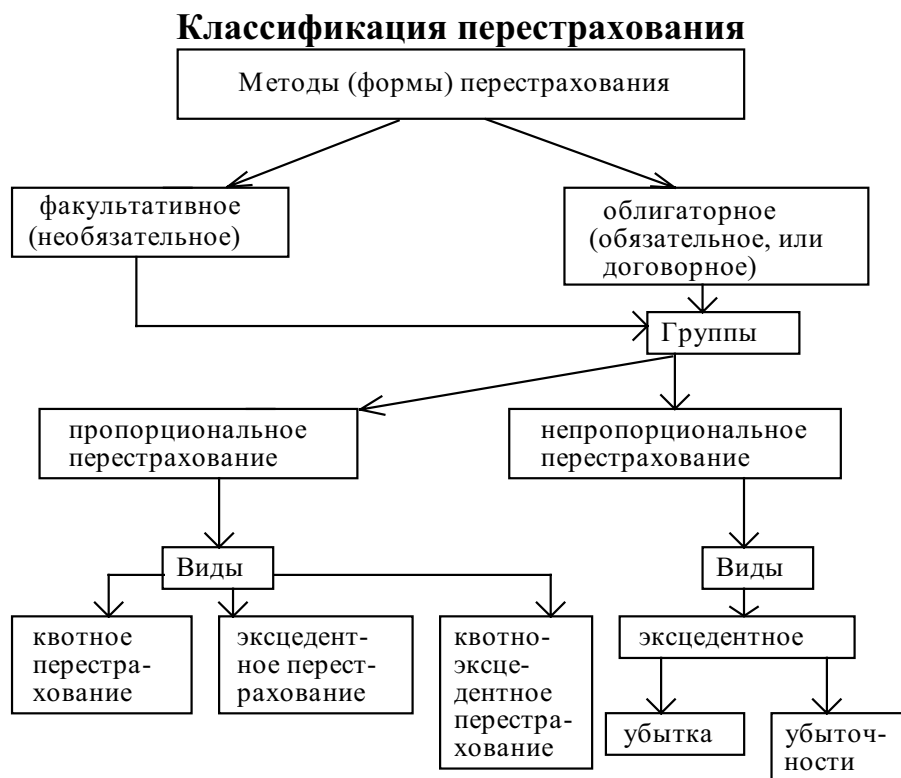 Классификация перестрахования
Методы (формы) перестрахования
факультативное
(необязательное)
облигаторное
(обязательное, или
договорное)
Группы
пропорциональное
перестрахование
непропорциональное
перестрахование
Виды
Виды
квотное
перестра-
хование
эксцедент-
ное перест-
рахование
квотно-
эксце-
дентное
перестра-
хование
эксцедентное
убытка
убыточ-
ности